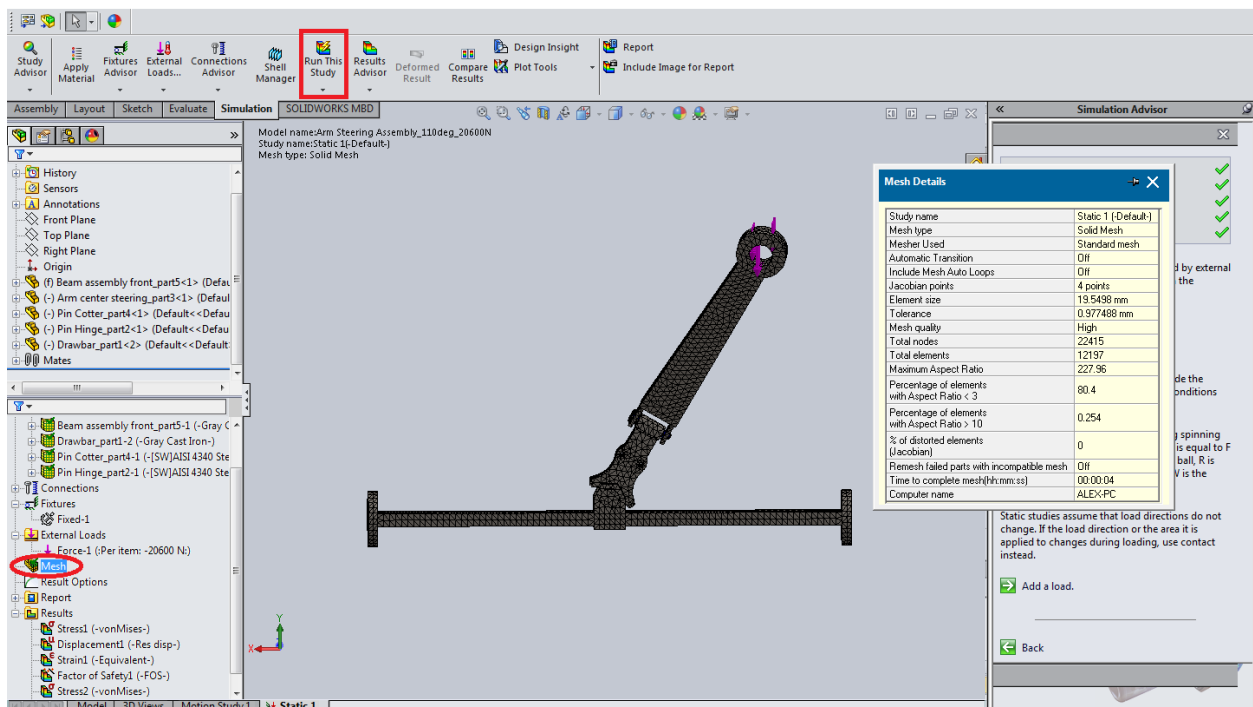 Study
Advisor
Apply
Material
Fixtures
Advisor
External
Loads...
Connections
Advisor
Shell
Manager
Run This
Study
Results
Advisor
Deformed
Result
Compare
Results
Design Insight
Plot Tools
Report
Include Image for Report
Assembly
Layout
Sketch
Evaluate
Simulation
SOLIDWORKS MBD
Simulation Advisor
Model name:Arm Steering Assembly_110deg_20600N
Study name:Static 1(-Default-)
Mesh type: Solid Mesh
History
Sensors
A Annotations
Front Plane
Top Plane
Right Plane
Origin
(f) Beam assembly front_part5<1> (Defau
(-) Arm center steering_part3<1> (Defaul
(-) Pin Cotter_part4<1> (Default<<Defau
(-) Pin Hinge_part2<1> (Default<<Defau
(-) Drawbar_part1<2> (Default<<Default
Mates
Beam assembly front_part5-1 (-Gray C
Drawbar_part1-2 (-Gray Cast Iron-)
Pin Cotter_part4-1 (-[SW]AISI 4340 Ste
Pin Hinge_part2-1 (-[SW]AISI 4340 Ste
Connections
Fixtures
Fixed-1
External Loads
Force-1 (:Per item: -20600 N:)
Mesh
Result Options
Report
Results
Stress1 (-vonMises-)
Displacement1 (-Res disp-)
Strain1 (-Equivalent-)
Factor of Safety1 (-FOS-)
Stress2 (-vonMises-)
Y
X
Mesh Details
Study name Static 1 (-Default-)
Mesh type Solid Mesh
Mesher Used Standard mesh
Automatic Transition Off
Include Mesh Auto Loops Off
Jacobian points 4 points
Element size 19.5498 mm
Tolerance 0.977488 mm
Mesh quality High
Total nodes 22415
Total elements 12197
Maximum Aspect Ratio 227.96
Percentage of elements
with Aspect Ratio < 3 80.4
Percentage of elements
with Aspect Ratio > 10 0.254
% of distorted elements
(Jacobian) 0
Remesh failed parts with incompatible mesh Off
Time to complete mesh(hh:mm:ss) 00:00:04
Computer name ALEX-PC
d by external
the
de the
onditions
spinning
is equal to F
ball, R is
V is the
Static studies assume that load directions do not
change. If the load direction or the area it is
applied to changes during loading, use contact
instead.
Add a load.
Back
Model
3D Views
Motion Study 1
Static 1